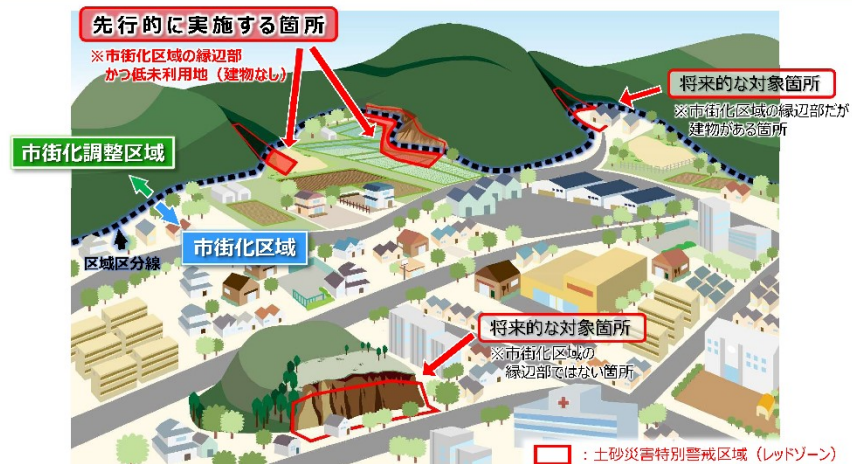 先行的に実施する箇所
※市街化区域の縁辺部
かつ低未利用地（建物なし）
将来的な対象箇所
※市街化区域の縁辺部だが
建物がある箇所
市街化調整区域
市街化区域
区域区分線
将来的な対象箇所
※市街化区域の
縁辺部ではない箇所
：土砂災害特別警戒区域（レッドゾーン）